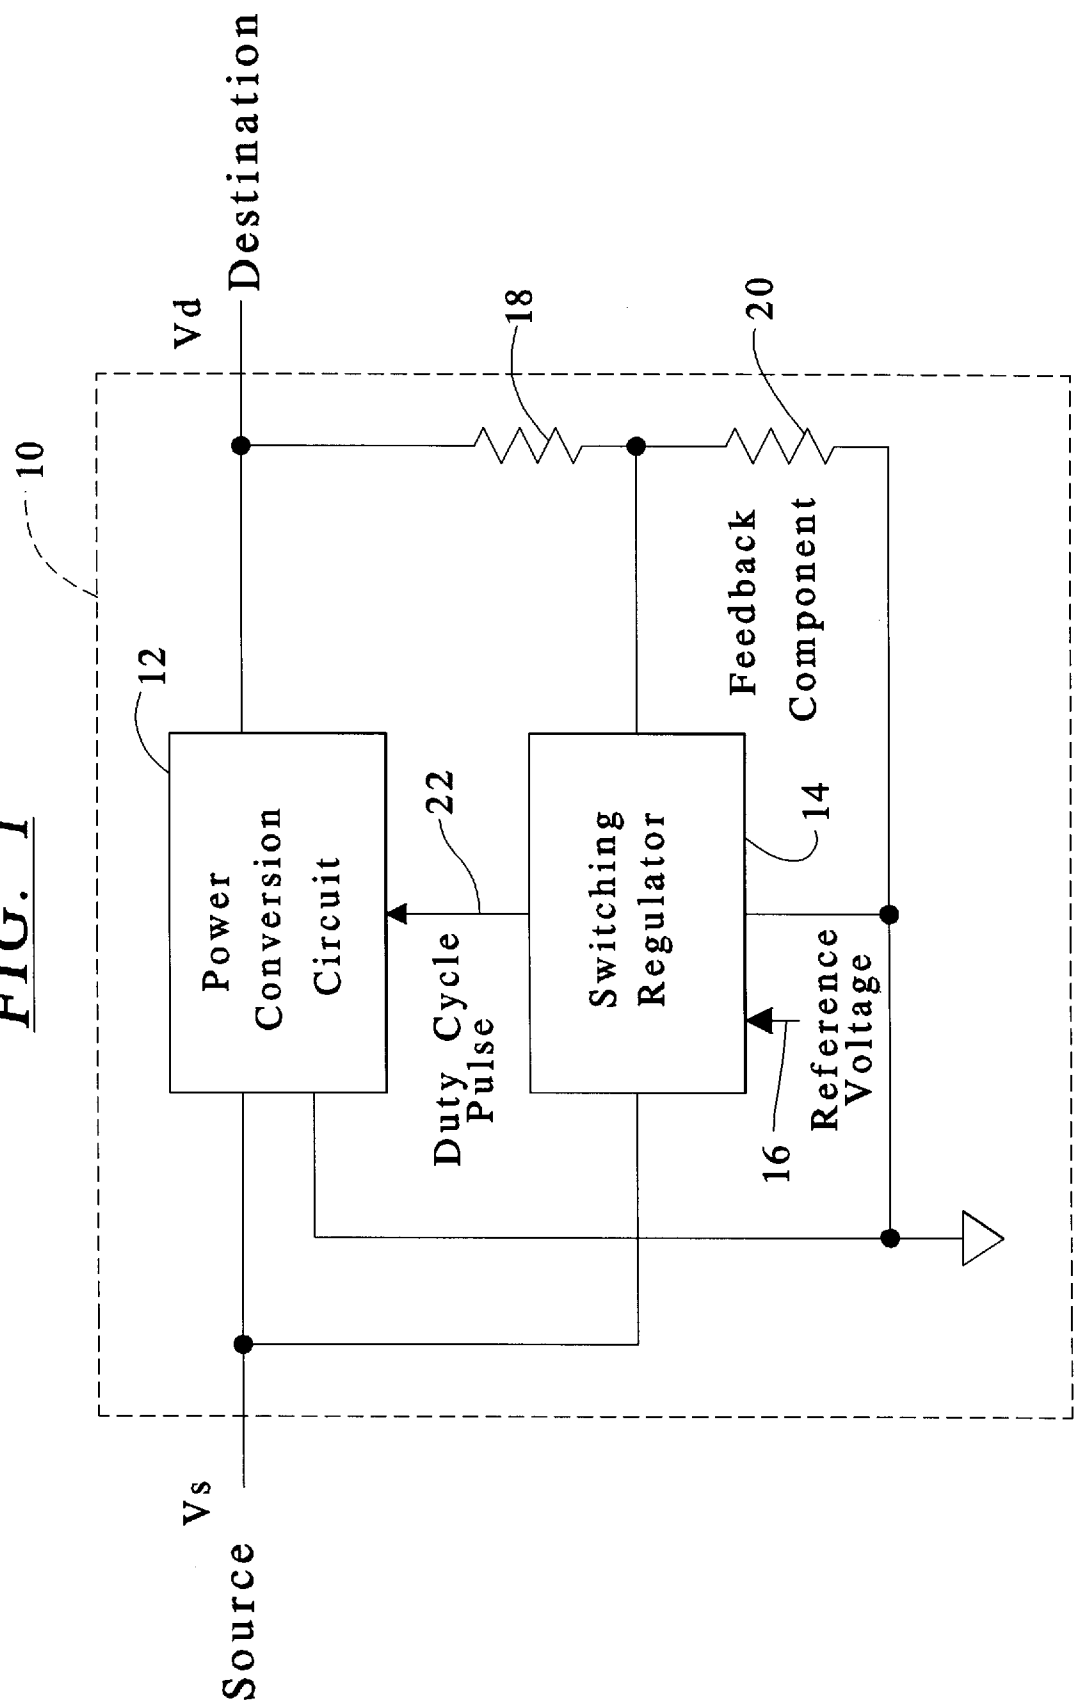 FIG. 1
10
Vs
Source
Vd
Destination
12
Power
Conversion
Circuit
22
Duty Cycle
Pulse
18
Switching
Regulator
14
20
Feedback
Component
16
Reference
Voltage